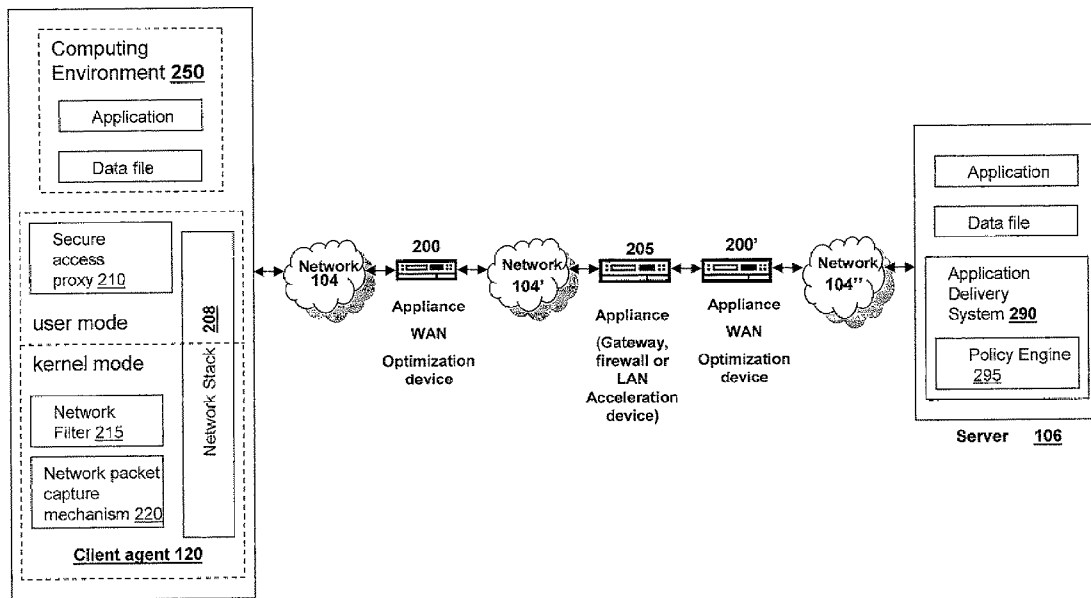 Computing
Environment 250
Application
Data file
Secure
access
proxy 210
user mode
kernel mode
Network
Filter 215
Network packet
capture
mechanism 220
Network Stack 208
Client agent 120
Network
104
200
Appliance
WAN
Optimization
device
Network
104'
205
Appliance
(Gateway,
firewall or
LAN
Acceleration
device)
200'
Appliance
WAN
Optimization
device
Network
104''
Application
Data file
Application
Delivery
System 290
Policy Engine
295
Server 106